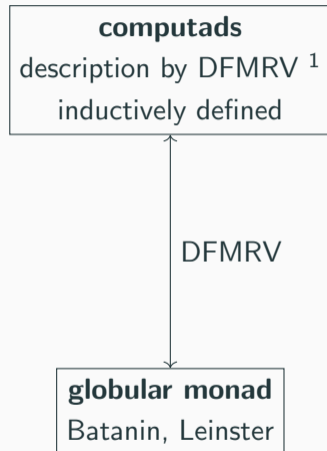 computads
description by DFMRV ¹
inductively defined
DFMRV
globular monad
Batanin, Leinster